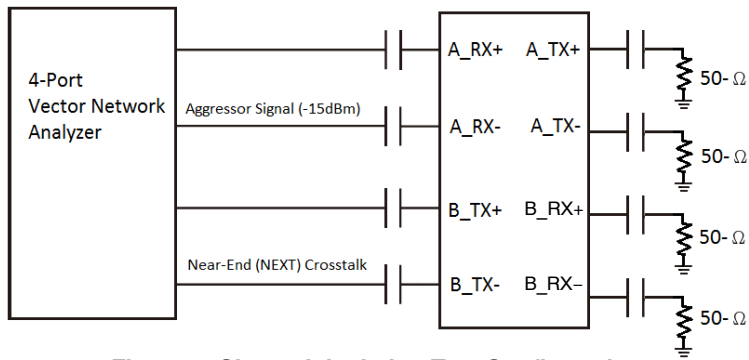 4-Port
Vector Network
Analyzer
Aggressor Signal (-15dBm)
Near-End (NEXT) Crosstalk
A_RX+ A_TX+
A_RX- A_TX-
B_TX+ B_RX+
B_TX- B_RX−
50- Ω
50- Ω
50- Ω
50- Ω